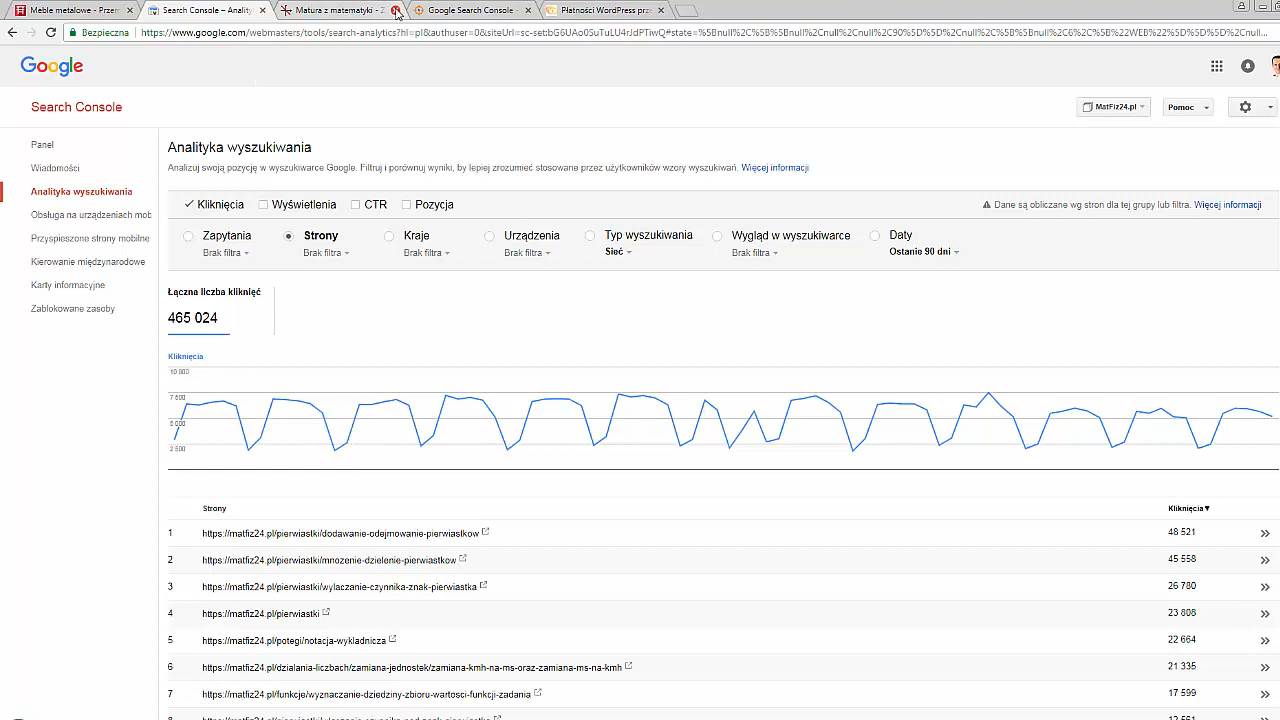 Meble metalowe - Przem
Search Console – Anality
Matura z matematyki - Z
Google Search Console -
Płatności WordPress prze
Bezpieczna
https://www.google.com/webmasters/tools/search-analytics?hl=pl&authuser=0&siteUrl=sc-set:bG6UAo0SuTuLU4rJdPTiwQ#state=%5Bnull%2C%5B%5Bnull%2Cnull%2C90%5D%5D%2Cnull%2C%5B%5Bnull%2C6%2C%5B%22WEB%22%5D%5D%5D%2Cnull%2C...
Google
Search Console
MatFiz24.pl
Pomoc
Panel
Wiadomości
Analityka wyszukiwania
Obsługa na urządzeniach mob
Przyspieszone strony mobilne
Kierowanie międzynarodowe
Karty informacyjne
Zablokowane zasoby
Analityka wyszukiwania
Analizuj swoją pozycję w wyszukiwarce Google. Filtruj i porównuj wyniki, by lepiej zrozumieć stosowane przez użytkowników wzory wyszukiwań. Więcej informacji
Kliknięcia Wyświetlenia CTR Pozycja
Dane są obliczane wg stron dla tej grupy lub filtra. Więcej informacji
Zapytania Strony Kraje Urządzenia Typ wyszukiwania Wygląd w wyszukiwarce Daty
Brak filtra Brak filtra Brak filtra Brak filtra Sieć Brak filtra Ostanie 90 dni
Łączna liczba kliknięć
465 024
Kliknięcia
10 000
7 500
5 000
2 500
Strony Kliknięcia▼
1 https://matfiz24.pl/pierwiastki/dodawanie-odejmowanie-pierwiastkow 48 521
2 https://matfiz24.pl/pierwiastki/mnozenie-dzielenie-pierwiastkow 45 558
3 https://matfiz24.pl/pierwiastki/wylaczanie-czynnika-znak-pierwiastka 26 780
4 https://matfiz24.pl/pierwiastki 23 808
5 https://matfiz24.pl/potegi/notacja-wykladnicza 22 664
6 https://matfiz24.pl/dzialania-liczbach/zamiana-jednostek/zamiana-kmh-na-ms-oraz-zamiana-ms-na-kmh 21 335
7 https://matfiz24.pl/funkcje/wyznaczanie-dziedziny-zbioru-wartosci-funkcji-zadania 17 599